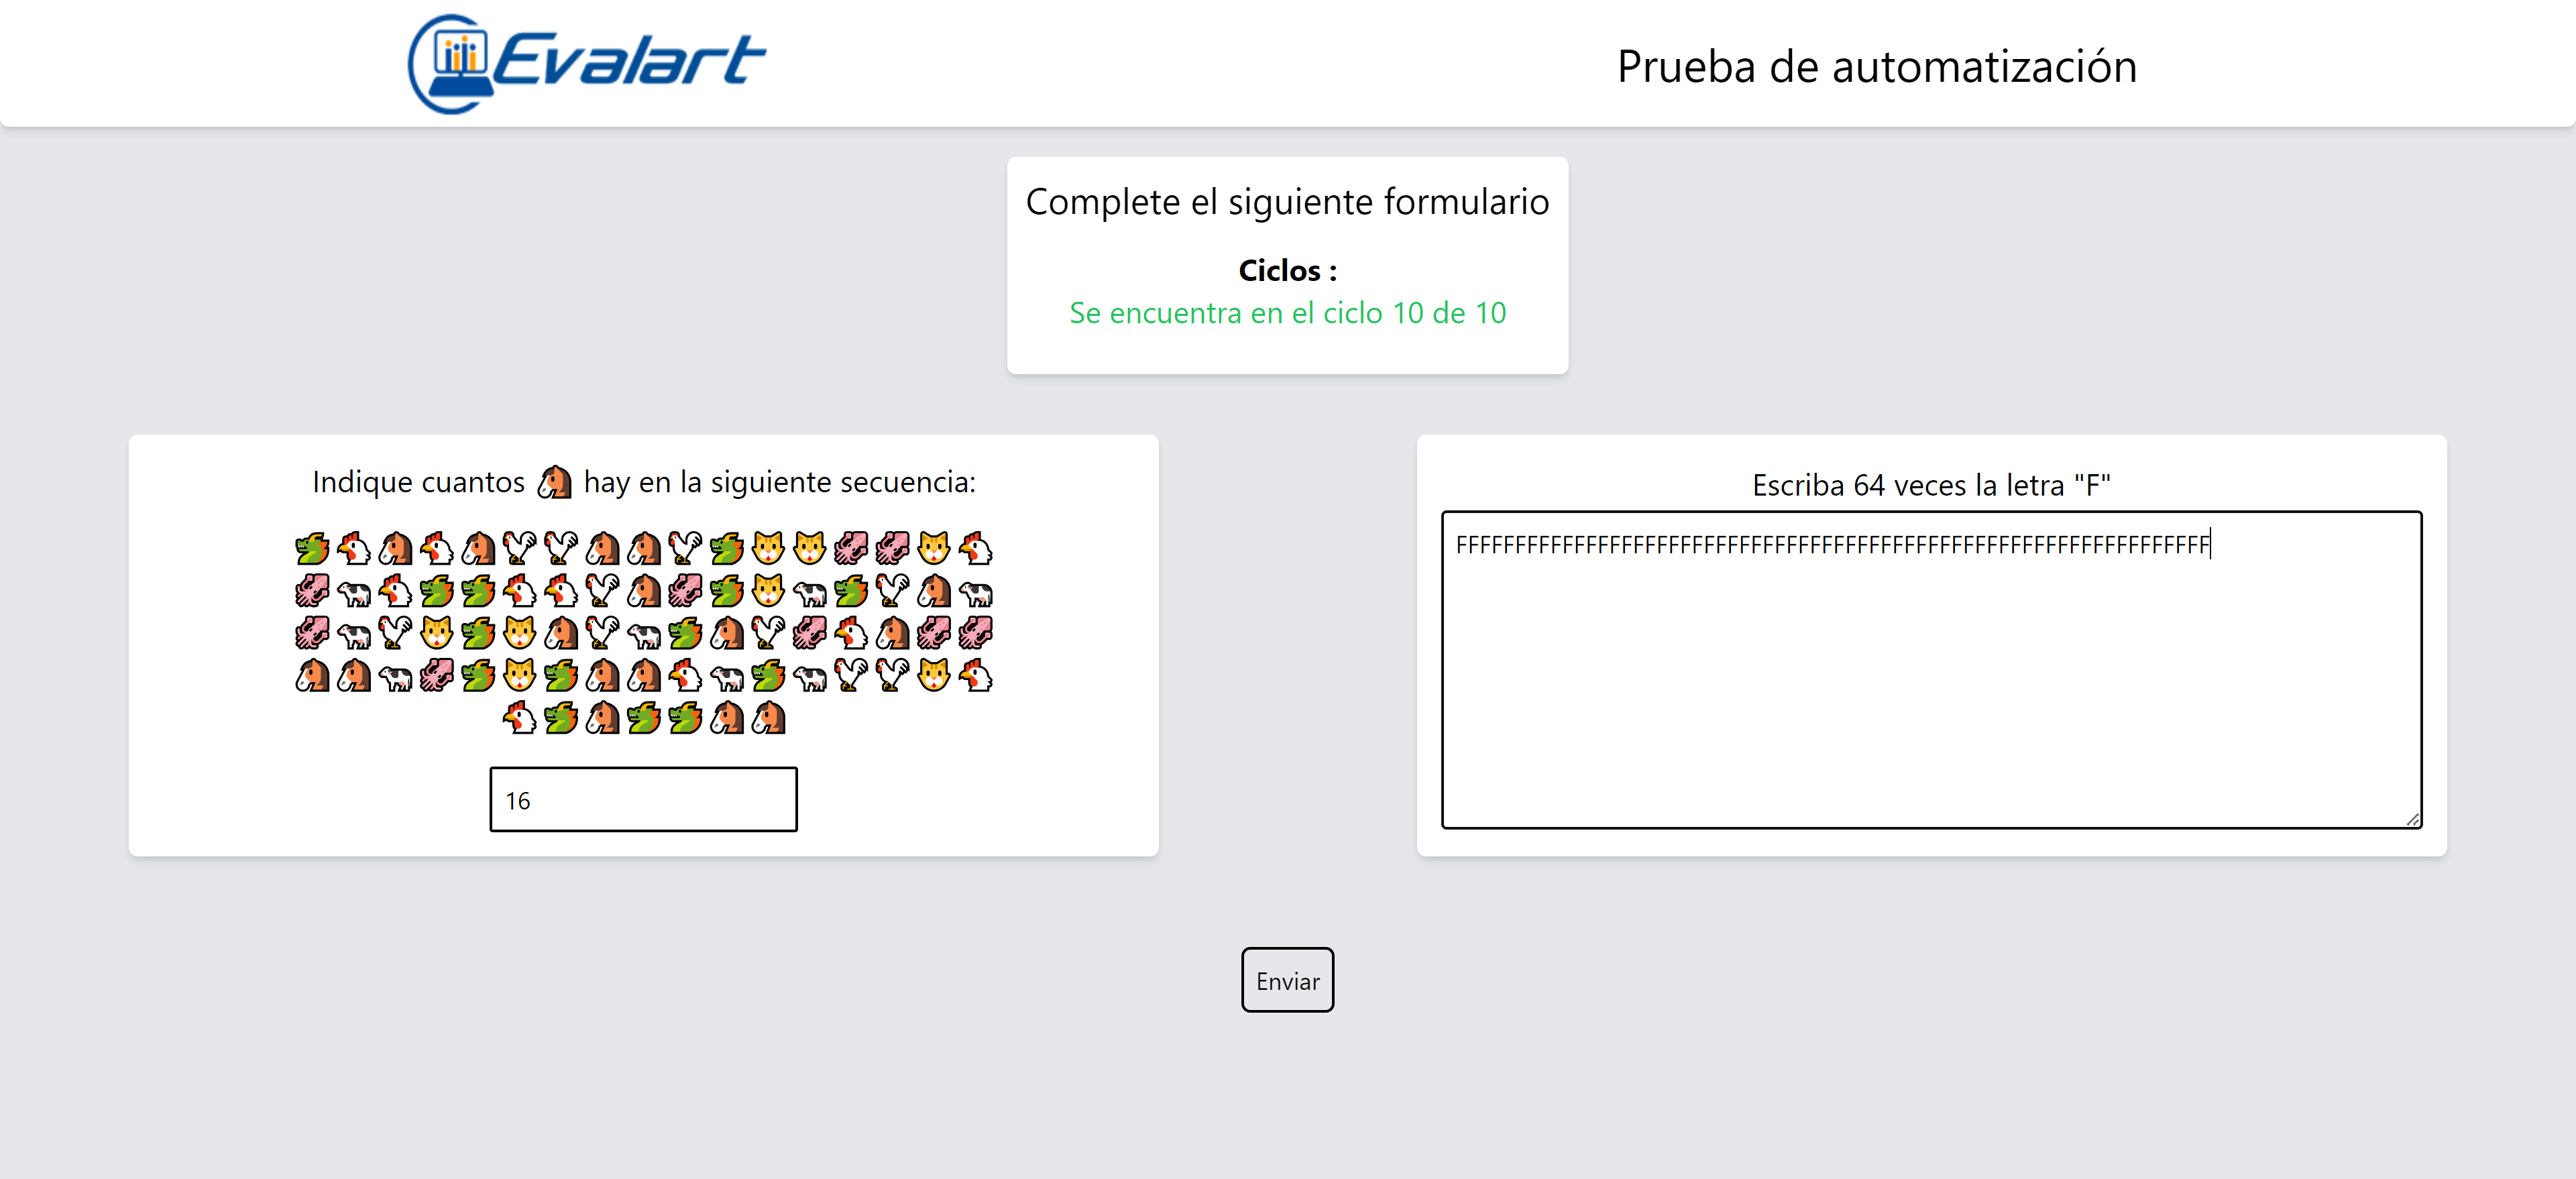 Evalart
Prueba de automatización
Complete el siguiente formulario
Ciclos :
Se encuentra en el ciclo 10 de 10
Indique cuantos 🐴 hay en la siguiente secuencia:
16
Escriba 64 veces la letra "F"
FFFFFFFFFFFFFFFFFFFFFFFFFFFFFFFFFFFFFFFFFFFFFFFFFFFFFFFFFFFFFFFF
Enviar